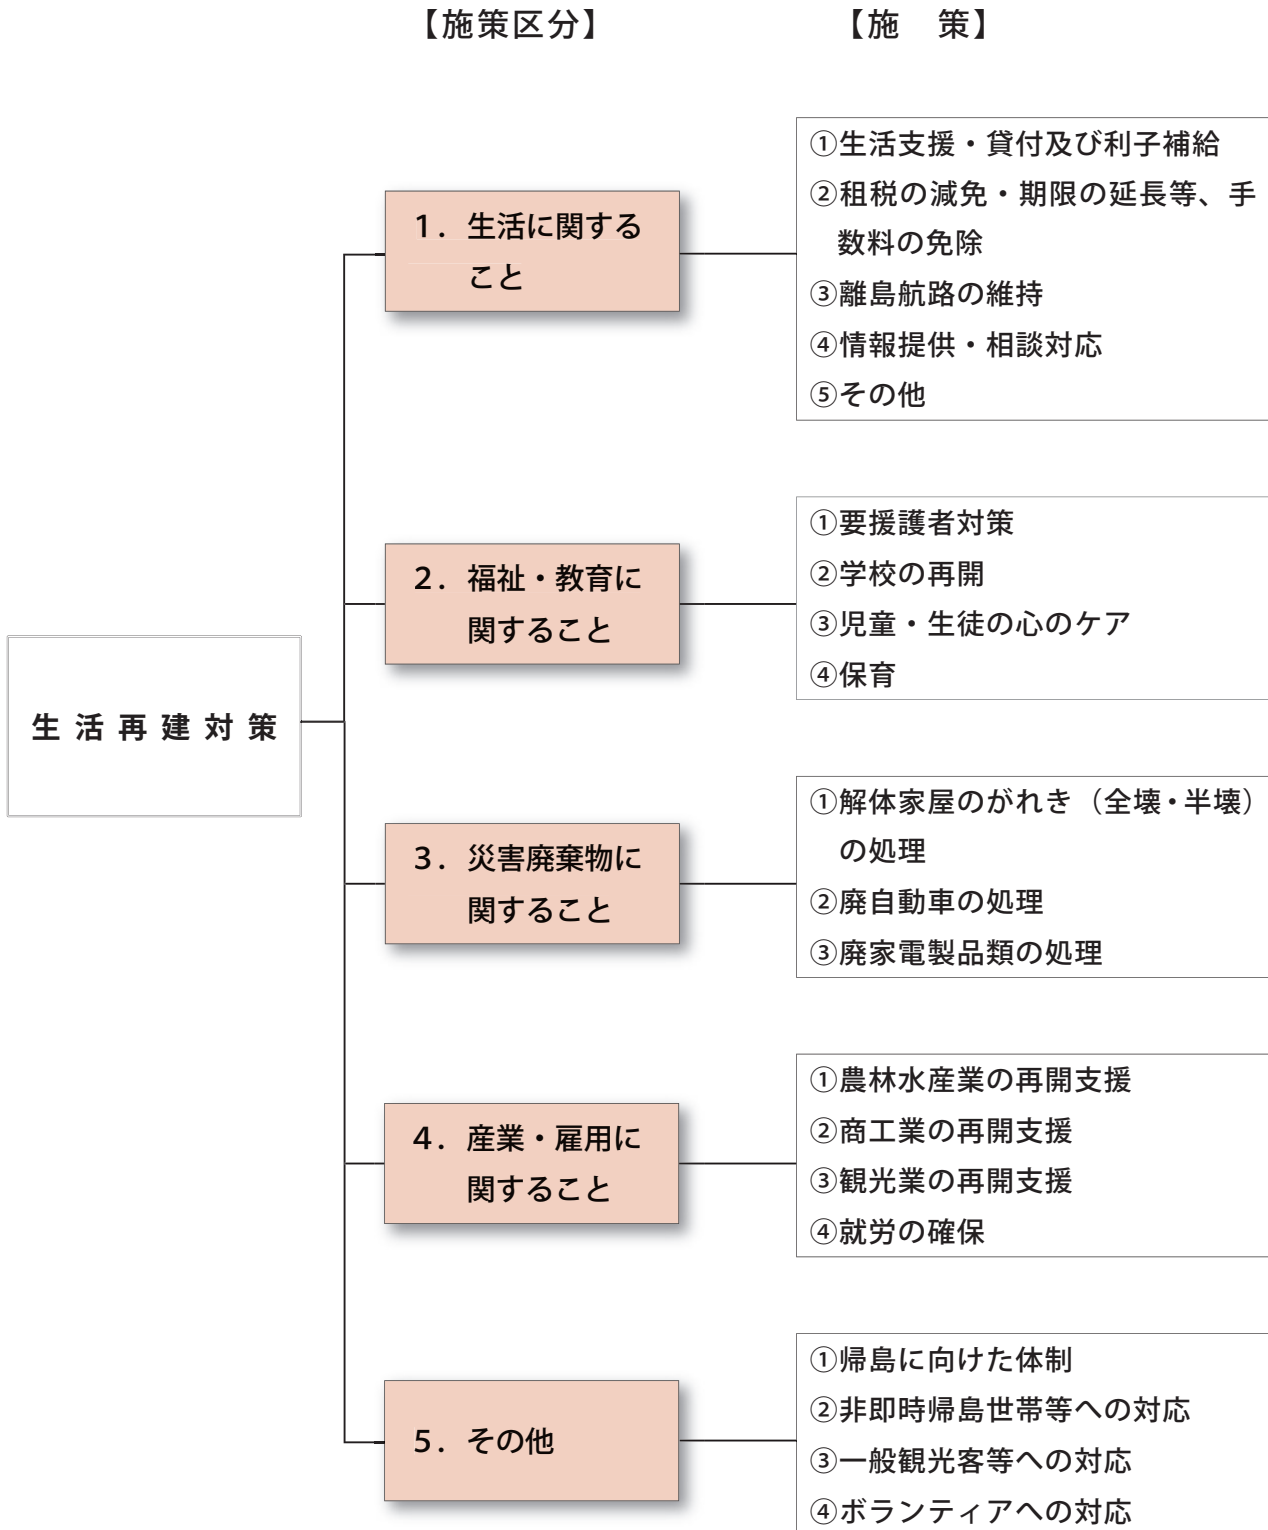 【施策区分】
【施　策】
生活再建対策
１．生活に関する
こと
①生活支援・貸付及び利子補給
②租税の減免・期限の延長等、手
数料の免除
③離島航路の維持
④情報提供・相談対応
⑤その他
２．福祉・教育に
関すること
①要援護者対策
②学校の再開
③児童・生徒の心のケア
④保育
３．災害廃棄物に
関すること
①解体家屋のがれき（全壊・半壊）
の処理
②廃自動車の処理
③廃家電製品類の処理
４．産業・雇用に
関すること
①農林水産業の再開支援
②商工業の再開支援
③観光業の再開支援
④就労の確保
５．その他
①帰島に向けた体制
②非即時帰島世帯等への対応
③一般観光客等への対応
④ボランティアへの対応